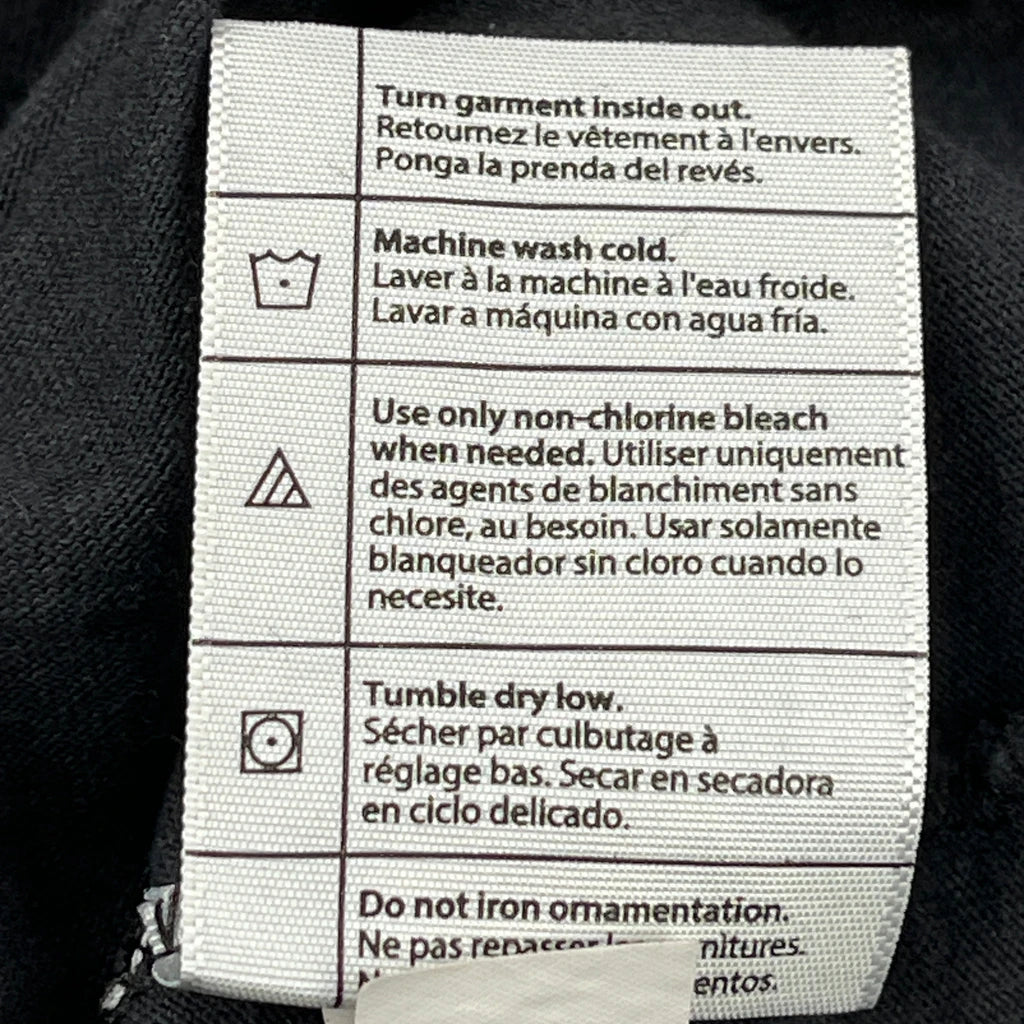 Turn garment inside out.
Retournez le vêtement à l'envers.
Ponga la prenda del revés.
Machine wash cold.
Laver à la machine à l'eau froide.
Lavar a máquina con agua fría.
Use only non-chlorine bleach
when needed. Utiliser uniquement
des agents de blanchiment sans
chlore, au besoin. Usar solamente
blanqueador sin cloro cuando lo
necesite.
Tumble dry low.
Sécher par culbutage à
réglage bas. Secar en secadora
en ciclo delicado.
Do not iron ornamentation.
Ne pas repasser